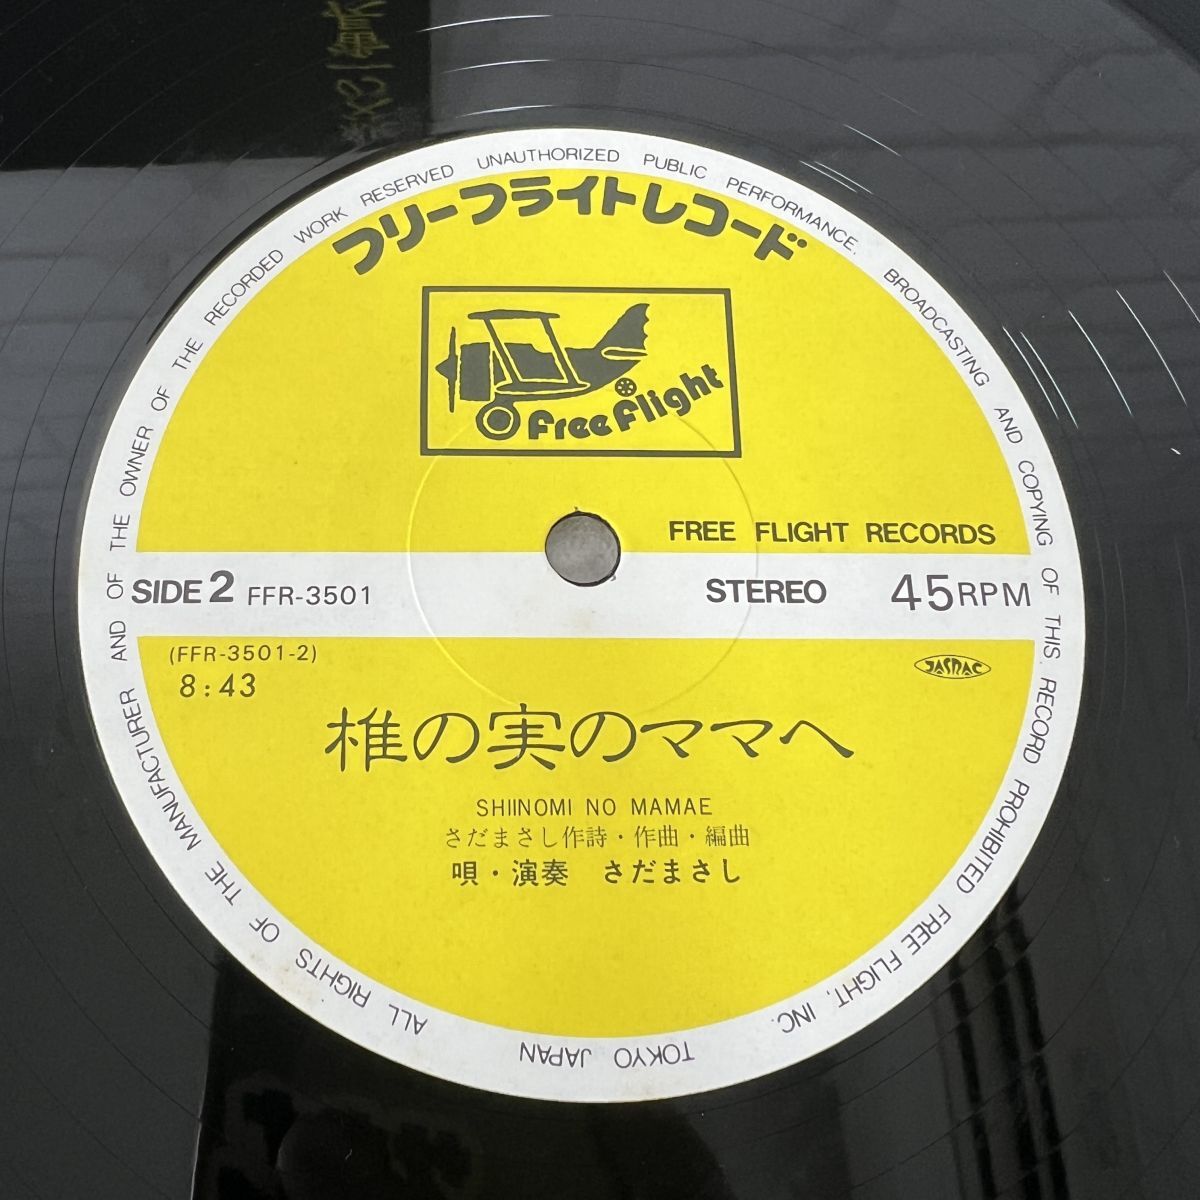 ALL RIGHTS OF THE MANUFACTURER AND OF THE OWNER OF THE RECORDED WORK RESERVED UNAUTHORIZED PUBLIC PERFORMANCE. BROADCASTING AND COPYING OF THIS RECORD PROHIBITED FREE FLIGHT, INC. TOKYO JAPAN
フリーフライトレコード
free flight
FREE FLIGHT RECORDS
SIDE 2 FFR-3501 STEREO 45RPM
(FFR-3501-2)
JASRAC
8:43
椎の実のママへ
SHIINOMI NO MAMAE
さだまさし作詩・作曲・編曲
唄・演奏 さだまさし